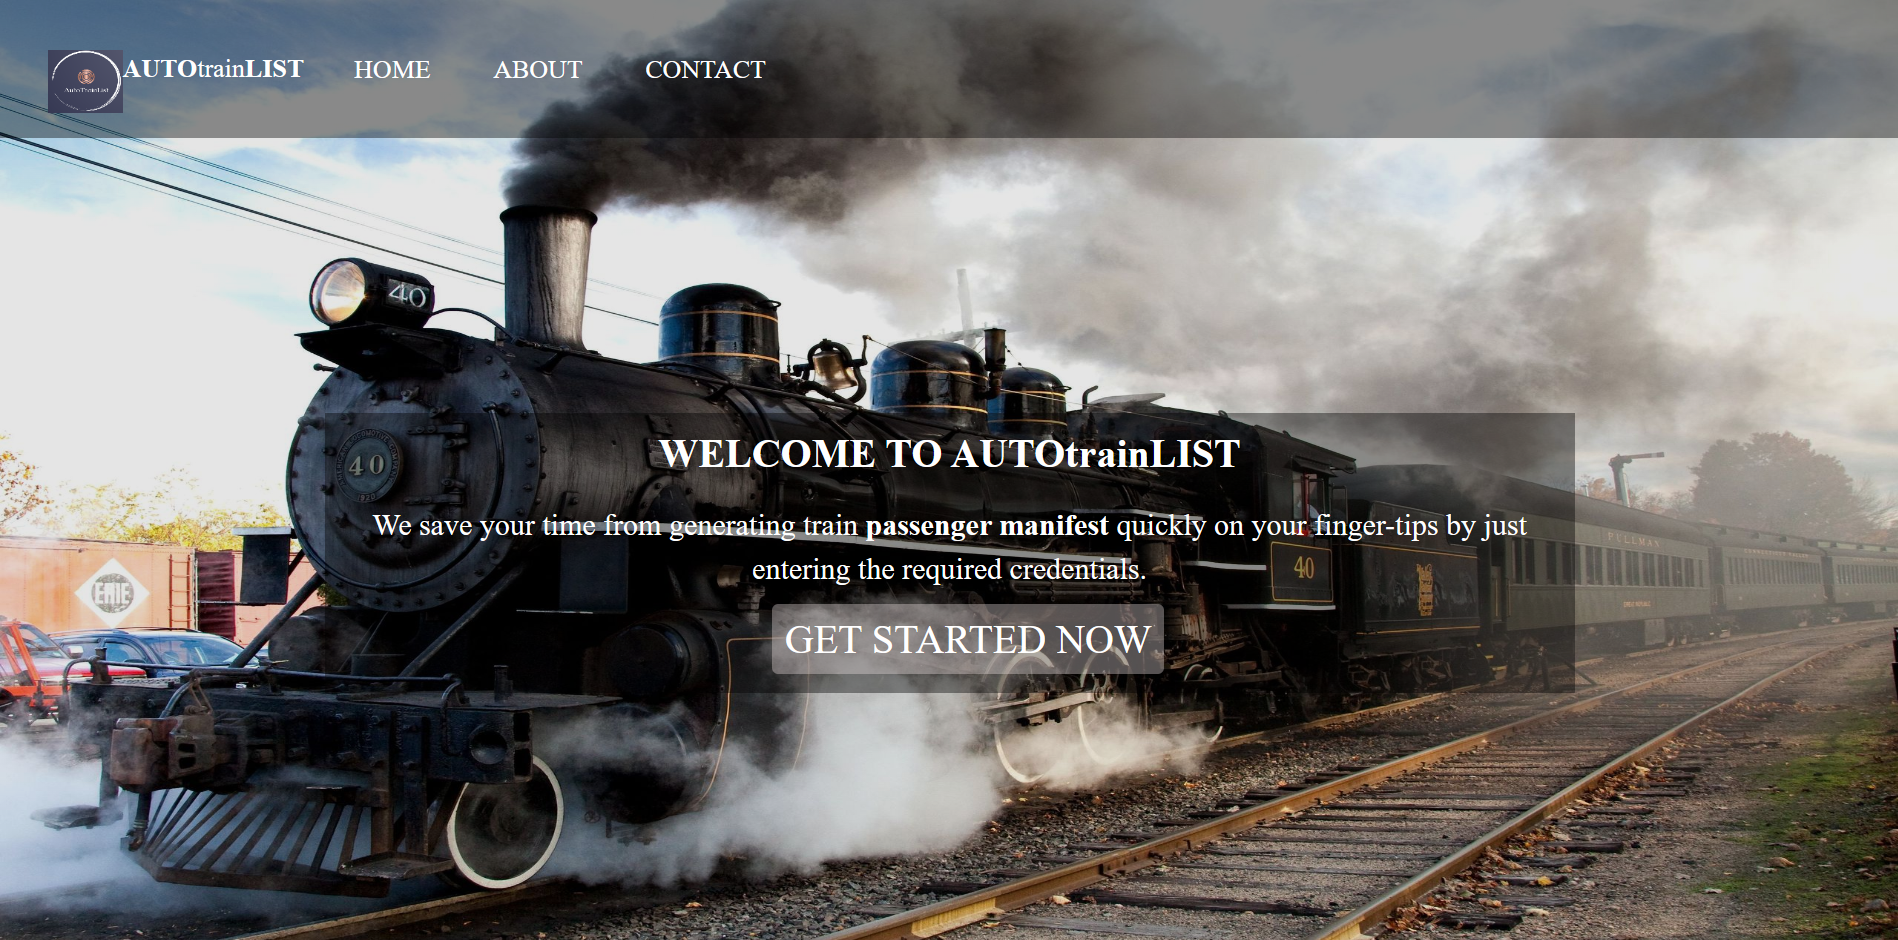 AutoTrainList
AUTOtrainLIST HOME ABOUT CONTACT
40
WELCOME TO AUTOtrainLIST
40
1920
We save your time from generating train passenger manifest quickly on your finger-tips by just
entering the required credentials.
PULLMAN
ERIE
40
GET STARTED NOW